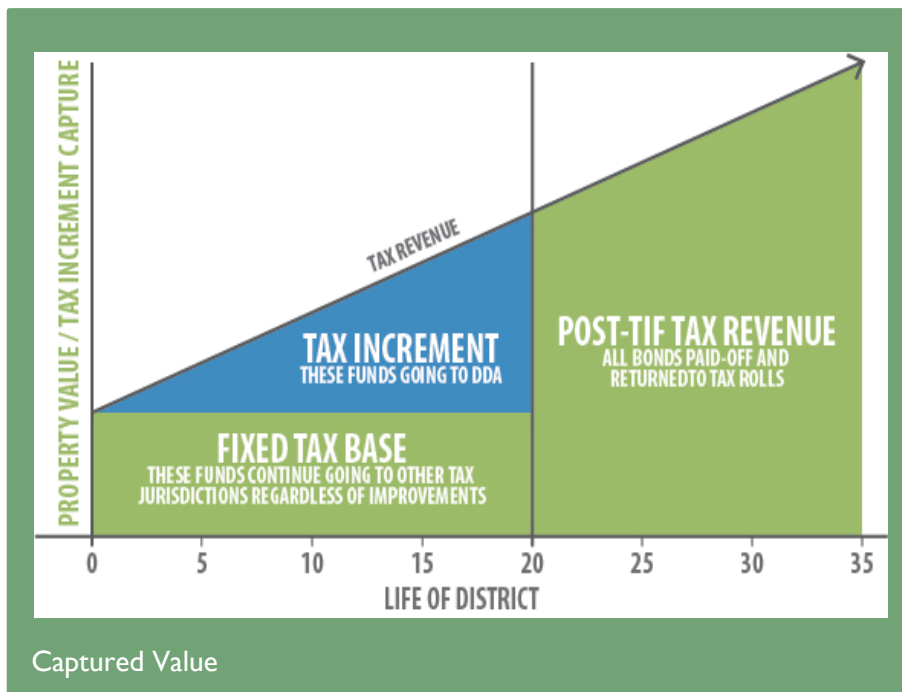 PROPERTY VALUE / TAX INCREMENT CAPTURE
TAX REVENUE
TAX INCREMENT
THESE FUNDS GOING TO DDA
POST-TIF TAX REVENUE
ALL BONDS PAID-OFF AND
RETURNEDTO TAX ROLLS
FIXED TAX BASE
THESE FUNDS CONTINUE GOING TO OTHER TAX
JURISDICTIONS REGARDLESS OF IMPROVEMENTS
0 5 10 15 20 25 30 35
LIFE OF DISTRICT
Captured Value